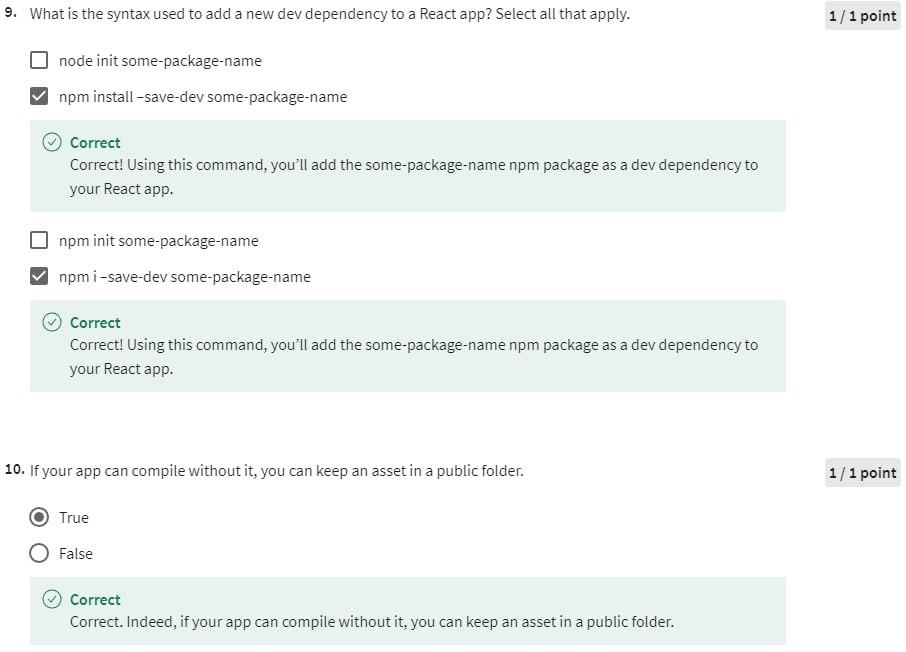 9. What is the syntax used to add a new dev dependency to a React app? Select all that apply.
1 / 1 point
node init some-package-name
npm install –save-dev some-package-name
Correct
Correct! Using this command, you’ll add the some-package-name npm package as a dev dependency to
your React app.
npm init some-package-name
npm i –save-dev some-package-name
Correct
Correct! Using this command, you’ll add the some-package-name npm package as a dev dependency to
your React app.
10. If your app can compile without it, you can keep an asset in a public folder.
1 / 1 point
True
False
Correct
Correct. Indeed, if your app can compile without it, you can keep an asset in a public folder.